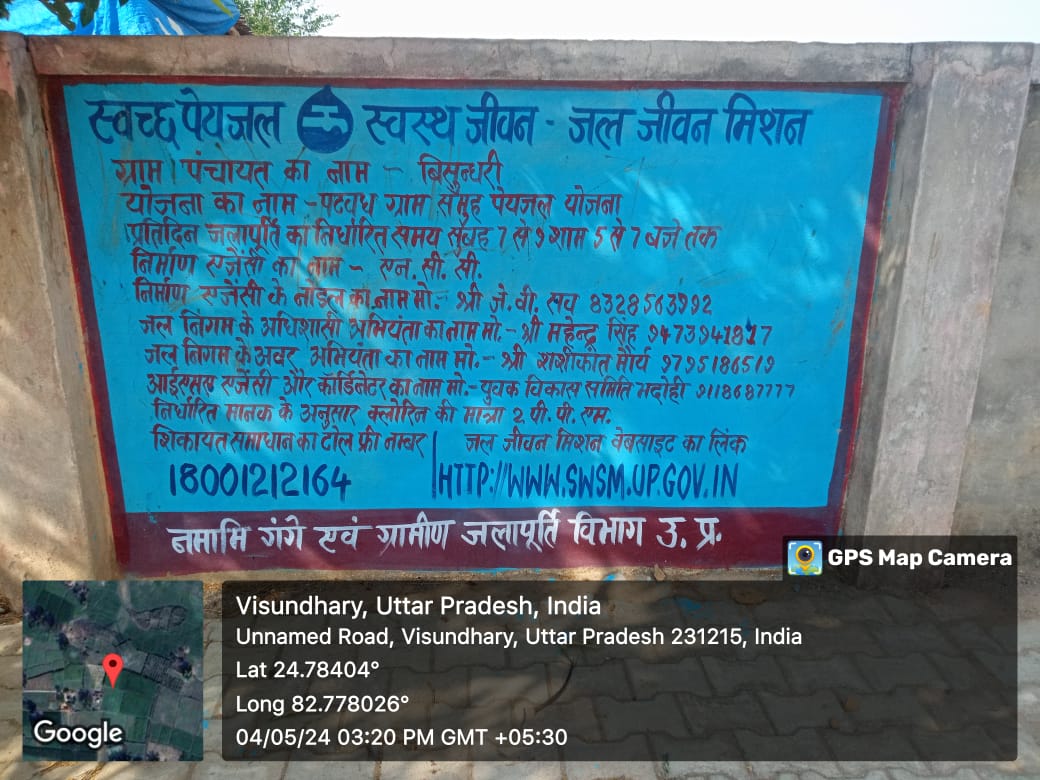 स्वच्छ पेयजल स्वस्थ जीवन - जल जीवन मिशन
ग्राम पंचायत का नाम - बिसुन्धरी
योजना का नाम - पटवध ग्राम समुह पेयजल योजना
प्रतिदिन जलापूर्ति का निर्धारित समय सुबह 7 से 9 शाम 5 से 7 बजे तक
निर्माण एजेंसी का नाम - एन. सी. सी.
निर्माण एजेंसी के नोडल का नाम मो. - श्री जे. वी. राव 8328563992
जल निगम के अधिशासी अभियंता का नाम मो. - श्री महेन्द्र सिंह 9473941817
जल निगम के अवर अभियंता का नाम मो. - श्री शशीकांत मौर्य 9795186519
आईएसए एजेंसी और कॉर्डिनेटर का नाम मो. - युवक विकास समिति भदोही 9118687777
निर्धारित मानक के अनुसार क्लोरिन की मात्रा 2 पी. पी. एम.
शिकायत समाधान का टोल फ्री नम्बर
18001212164
जल जीवन मिशन वेबसाइट का लिंक
HTTP://WWW.SWSM.UP.GOV.IN
नमामि गंगे एवं ग्रामीण जलापूर्ति विभाग उ. प्र.
GPS Map Camera
Visundhary, Uttar Pradesh, India
Unnamed Road, Visundhary, Uttar Pradesh 231215, India
Lat 24.78404°
Long 82.778026°
04/05/24 03:20 PM GMT +05:30
Google